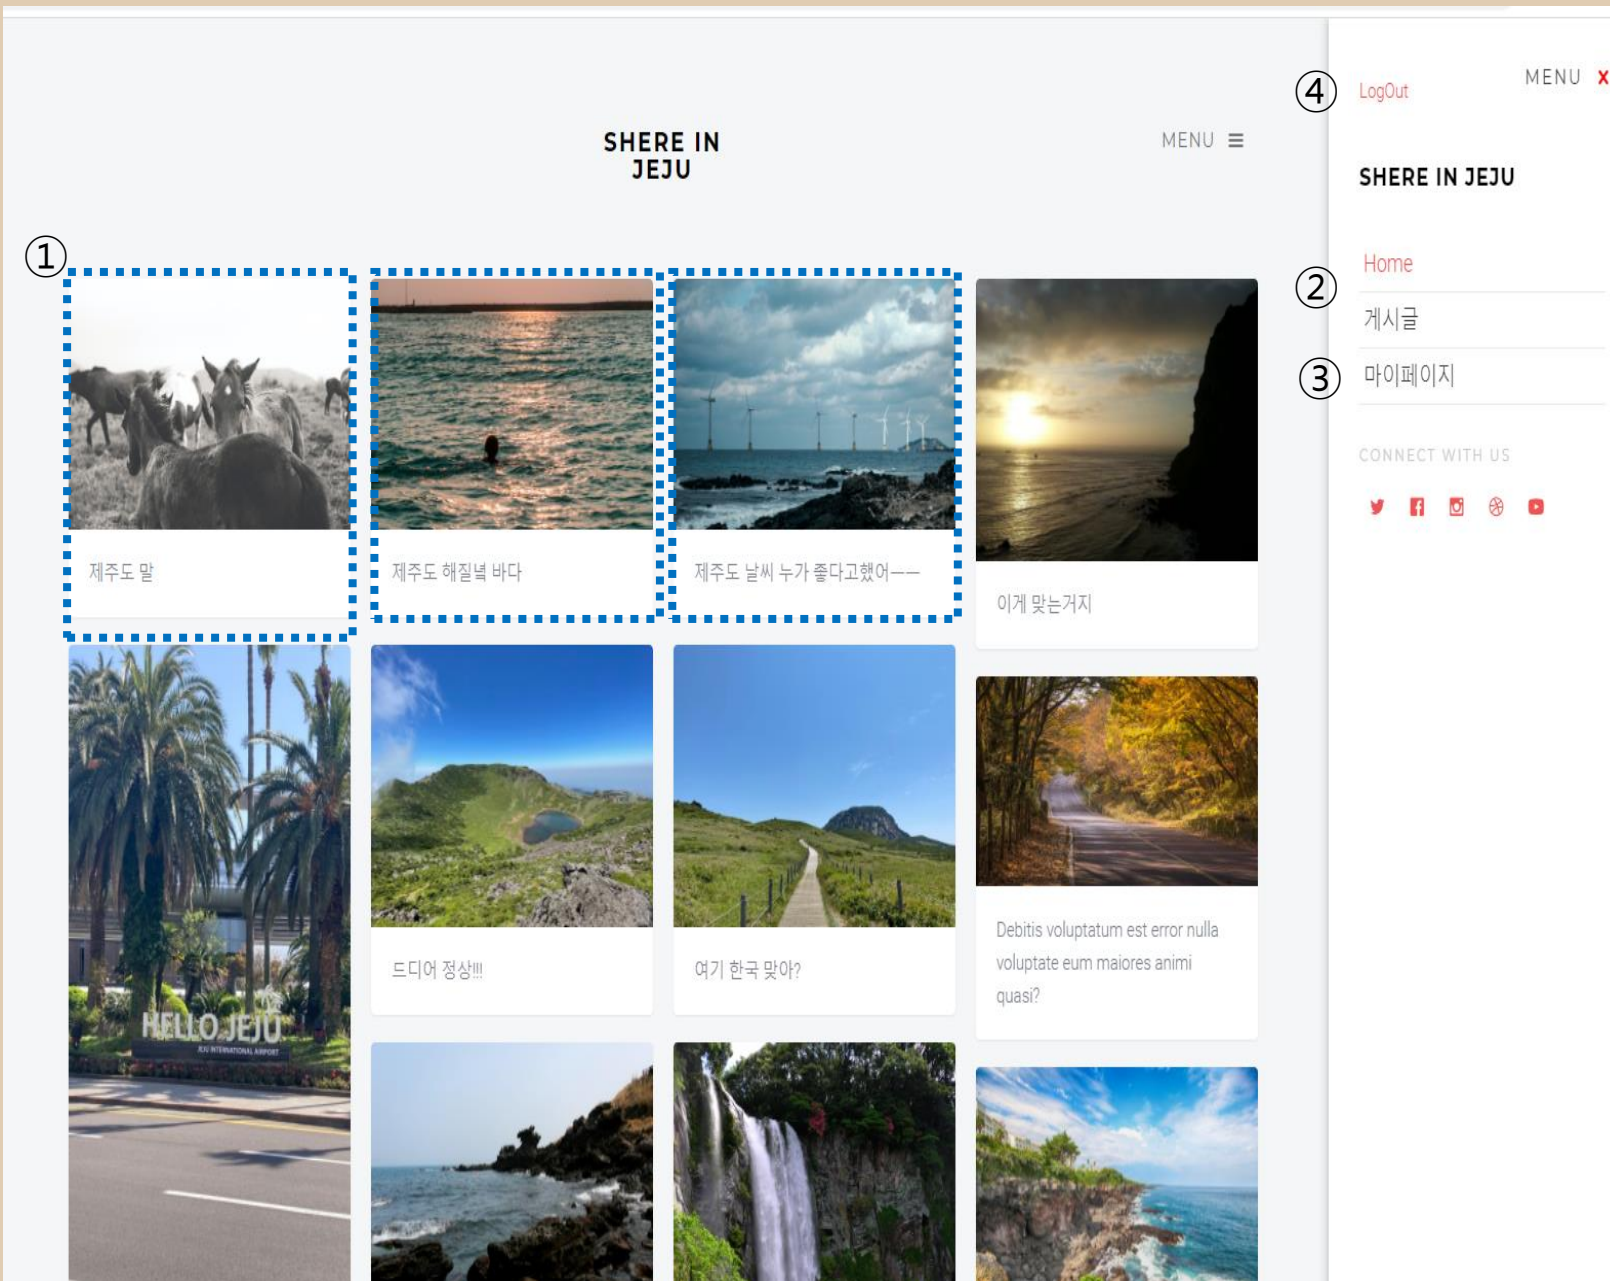 ④
LogOut
MENU x
SHERE IN
JEJU
MENU
SHERE IN JEJU
①
Home
②
게시글
③
마이페이지
CONNECT WITH US
제주도 말
제주도 해질녘 바다
제주도 날씨 누가 좋다고했어ㅡㅡ
이게 맞는거지
드디어 정상!!!
여기 한국 맞아?
Debitis voluptatum est error nulla
voluptate eum maiores animi
quasi?
HELLO JEJU
JEJU INTERNATIONAL AIRPORT